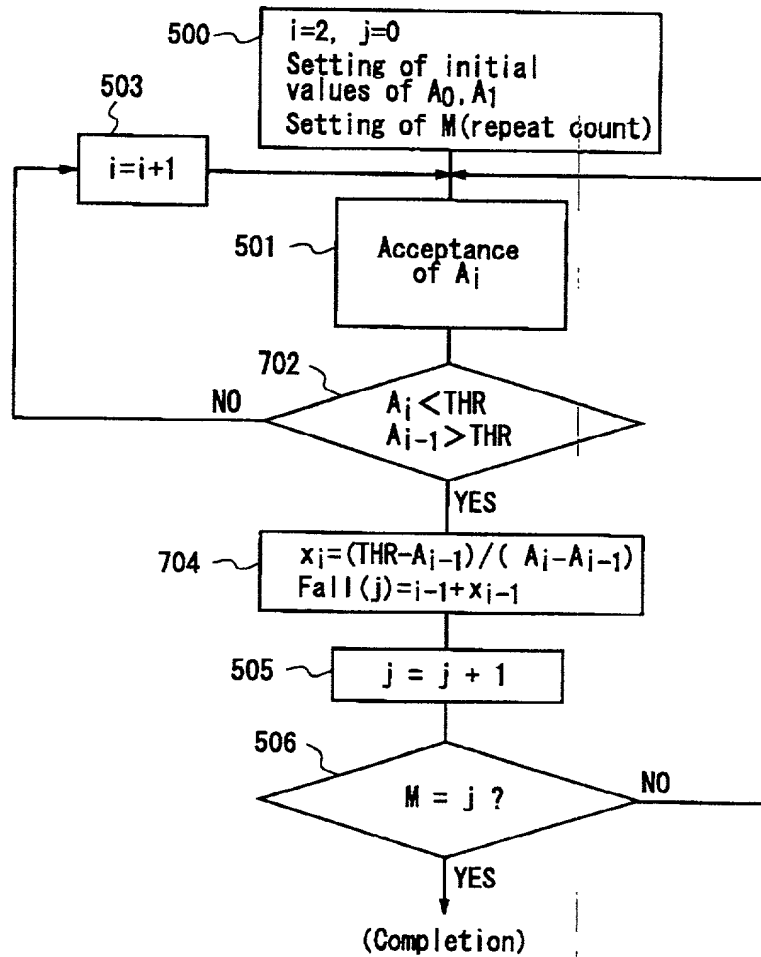 500
i=2, j=0
Setting of initial
values of A0, A1
Setting of M(repeat count)
503
i=i+1
501
Acceptance
of Ai
702
NO
Ai<THR
Ai-1>THR
YES
704
xi=(THR-Ai-1)/( Ai-Ai-1)
Fall(j)=i-1+xi-1
505
j = j + 1
506
M = j ?
NO
YES
(Completion)